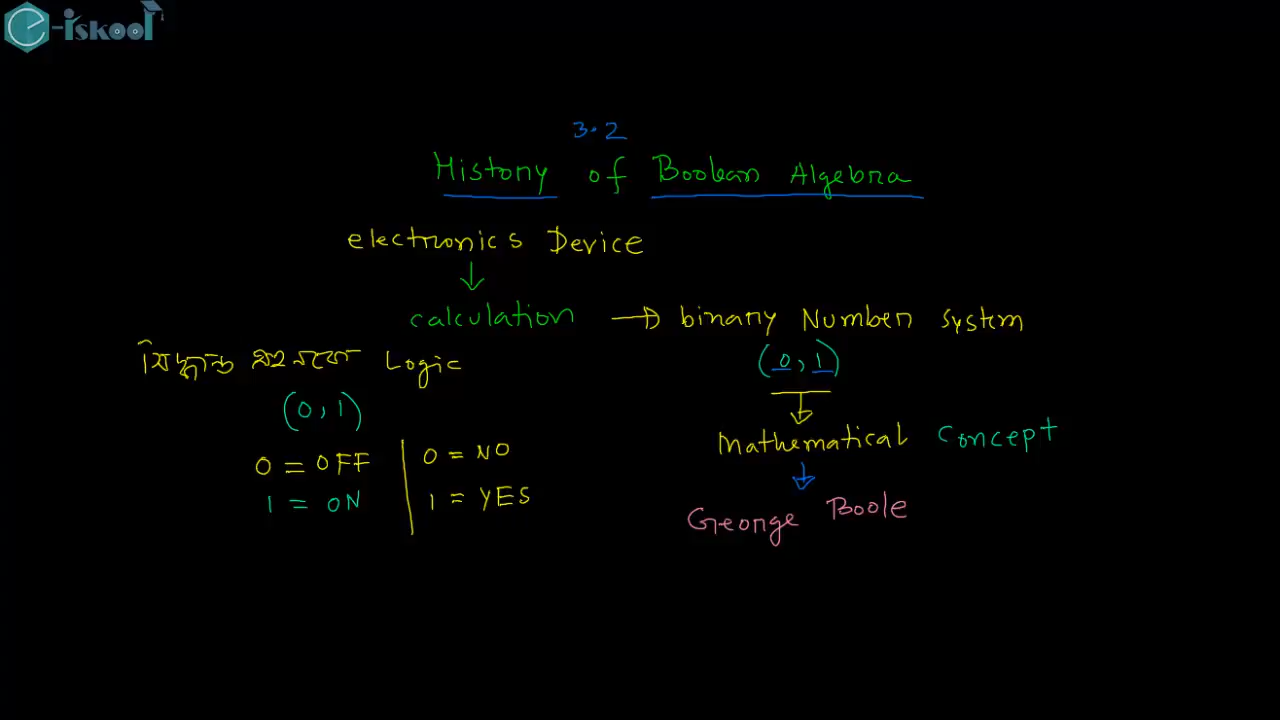 e-iskool
3.2
History of Boolean Algebra
electronics Device
calculation → binary Number System
সিদ্ধান্ত গ্রহণের Logic
(0, 1)
(0, 1)
Mathematical Concept
0 = OFF
0 = NO
1 = ON
1 = YES
George Boole